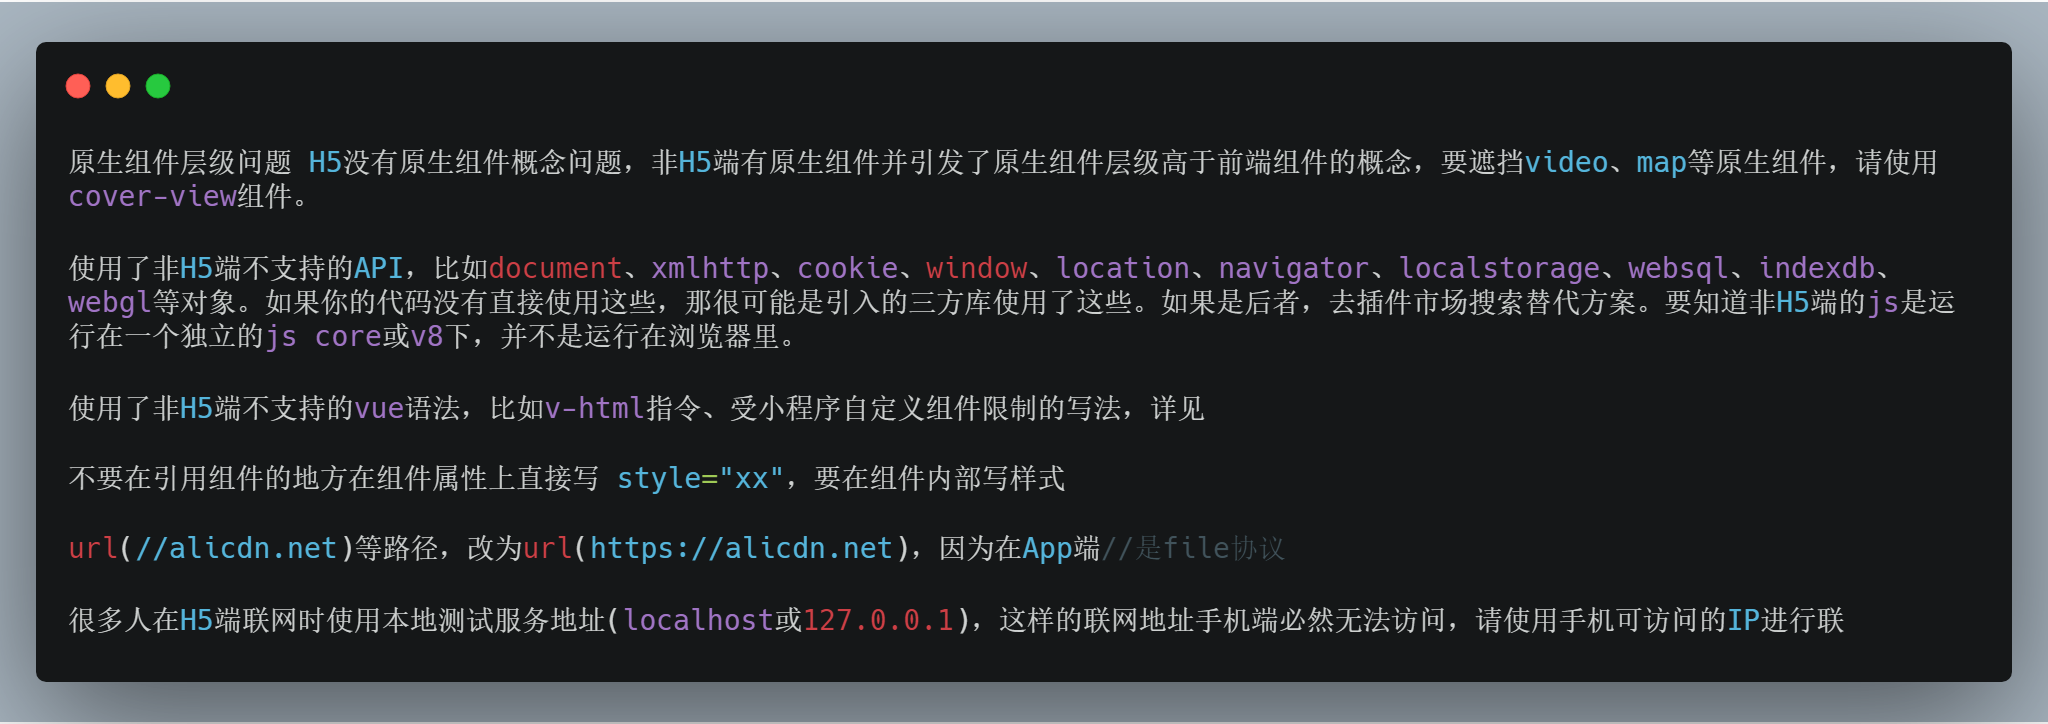 原生组件层级问题 H5没有原生组件概念问题，非H5端有原生组件并引发了原生组件层级高于前端组件的概念，要遮挡video、map等原生组件，请使用
cover-view组件。
使用了非H5端不支持的API，比如document、xmlhttp、cookie、window、location、navigator、localstorage、websql、indexdb、
webgl等对象。如果你的代码没有直接使用这些，那很可能是引入的三方库使用了这些。如果是后者，去插件市场搜索替代方案。要知道非H5端的js是运
行在一个独立的js core或v8下，并不是运行在浏览器里。
使用了非H5端不支持的vue语法，比如v-html指令、受小程序自定义组件限制的写法，详见
不要在引用组件的地方在组件属性上直接写 style="xx"，要在组件内部写样式
url(//alicdn.net)等路径，改为url(https://alicdn.net)，因为在App端//是file协议
很多人在H5端联网时使用本地测试服务地址(localhost或127.0.0.1)，这样的联网地址手机端必然无法访问，请使用手机可访问的IP进行联